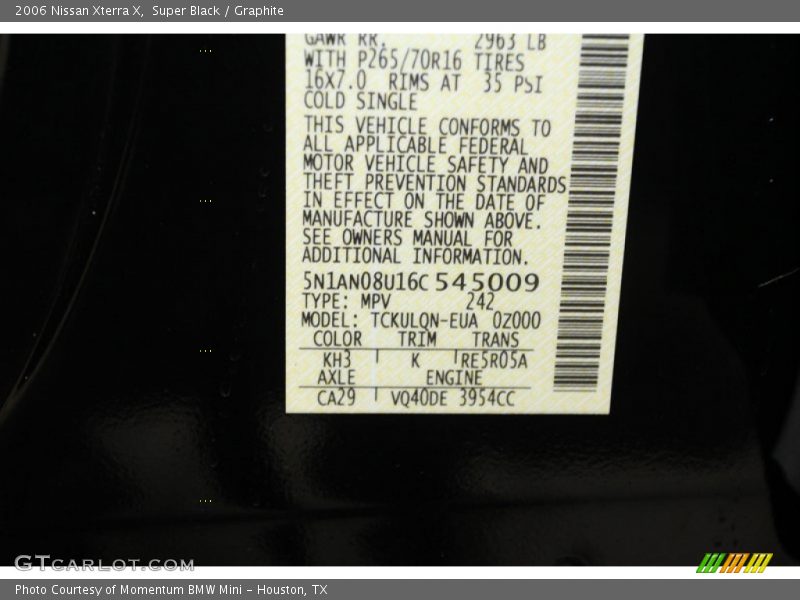 2006 Nissan Xterra X,  Super Black / Graphite
GAWR RR. 2963 LB
WITH P265/70R16 TIRES
16X7.0 RIMS AT 35 PSI
COLD SINGLE
THIS VEHICLE CONFORMS TO
ALL APPLICABLE FEDERAL
MOTOR VEHICLE SAFETY AND
THEFT PREVENTION STANDARDS
IN EFFECT ON THE DATE OF
MANUFACTURE SHOWN ABOVE.
SEE OWNERS MANUAL FOR
ADDITIONAL INFORMATION.
5N1AN08U16C 545009
TYPE: MPV 242
MODEL: TCKULQN-EUA 0Z000
COLOR TRIM TRANS
KH3 K RE5R05A
AXLE ENGINE
CA29 VQ40DE 3954CC
GTCARLOT.COM
Photo Courtesy of Momentum BMW Mini - Houston, TX